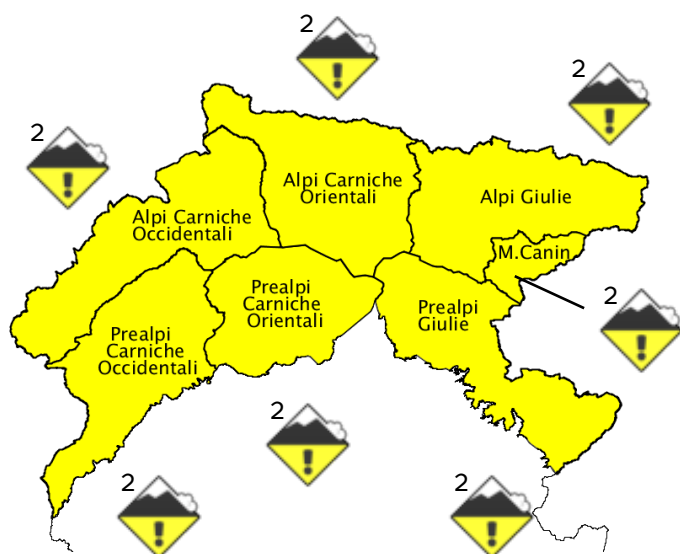 2
2
2
Alpi Carniche
Orientali
Alpi Giulie
Alpi Carniche
Occidentali
M.Canin
Prealpi
Carniche
Orientali
2
Prealpi
Giulie
Prealpi
Carniche
Occidentali
2
2
2
!
!
!
!
!
!
!